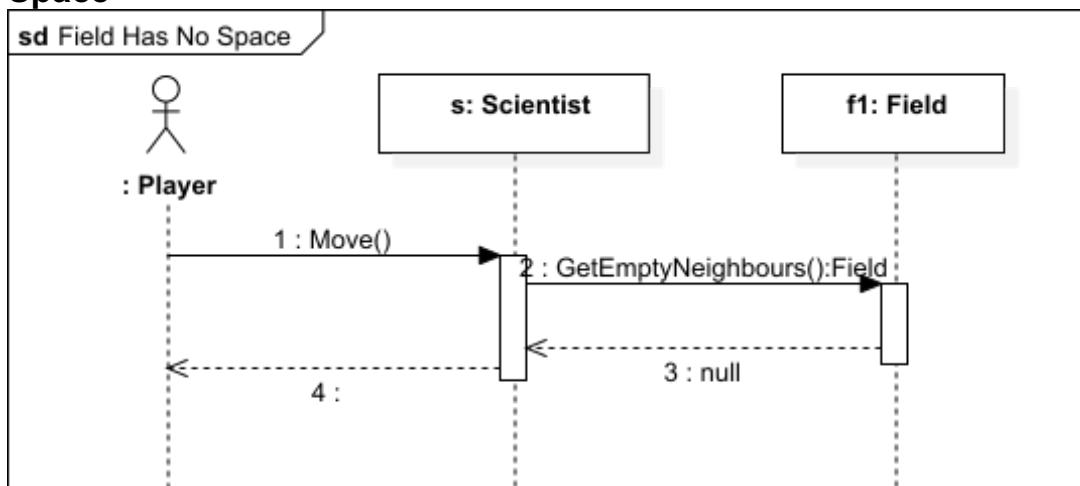 Space
sd Field Has No Space
s: Scientist
f1: Field
: Player
1 : Move()
2 : GetEmptyNeighbours():Field
3 : null
4 :